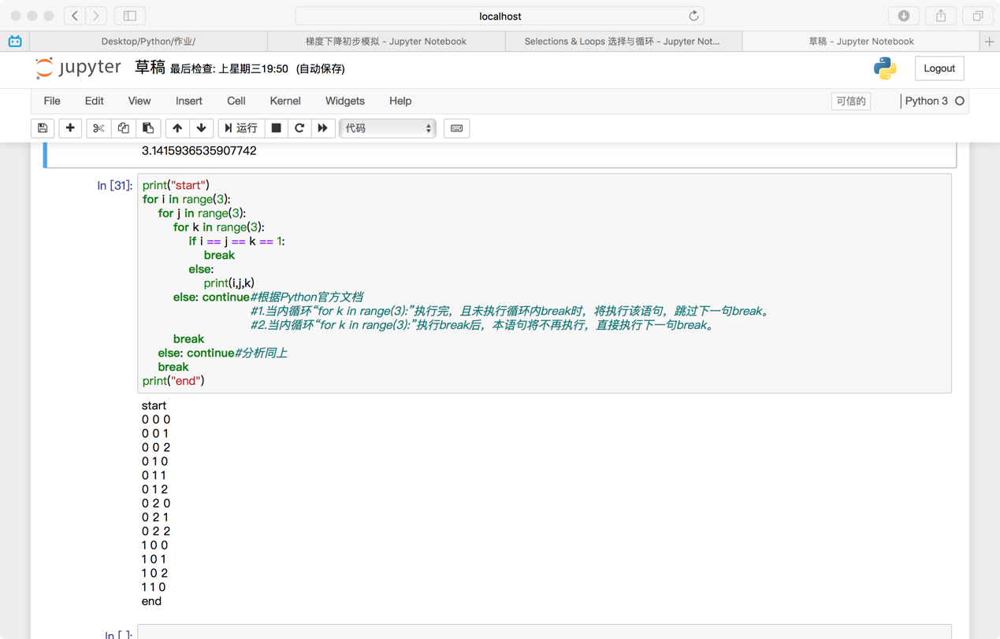 localhost
Desktop/Python/作业/
梯度下降初步模拟 - Jupyter Notebook
Selections & Loops 选择与循环 - Jupyter Not...
草稿 - Jupyter Notebook
jupyter 草稿 最后检查: 上星期三19:50 (自动保存)
Logout
File Edit View Insert Cell Kernel Widgets Help
可信的
Python 3
运行
代码
3.1415936535907742
In [31]:
print("start")
for i in range(3):
    for j in range(3):
        for k in range(3):
            if i == j == k == 1:
                break
            else:
                print(i,j,k)
        else: continue#根据Python官方文档
                      #1.当内循环“for k in range(3):”执行完，且未执行循环内break时，将执行该语句，跳过下一句break。
                      #2.当内循环“for k in range(3):”执行break后，本语句将不再执行，直接执行下一句break。
        break
    else: continue#分析同上
    break
print("end")
start
0 0 0
0 0 1
0 0 2
0 1 0
0 1 1
0 1 2
0 2 0
0 2 1
0 2 2
1 0 0
1 0 1
1 0 2
1 1 0
end
In [ ]: